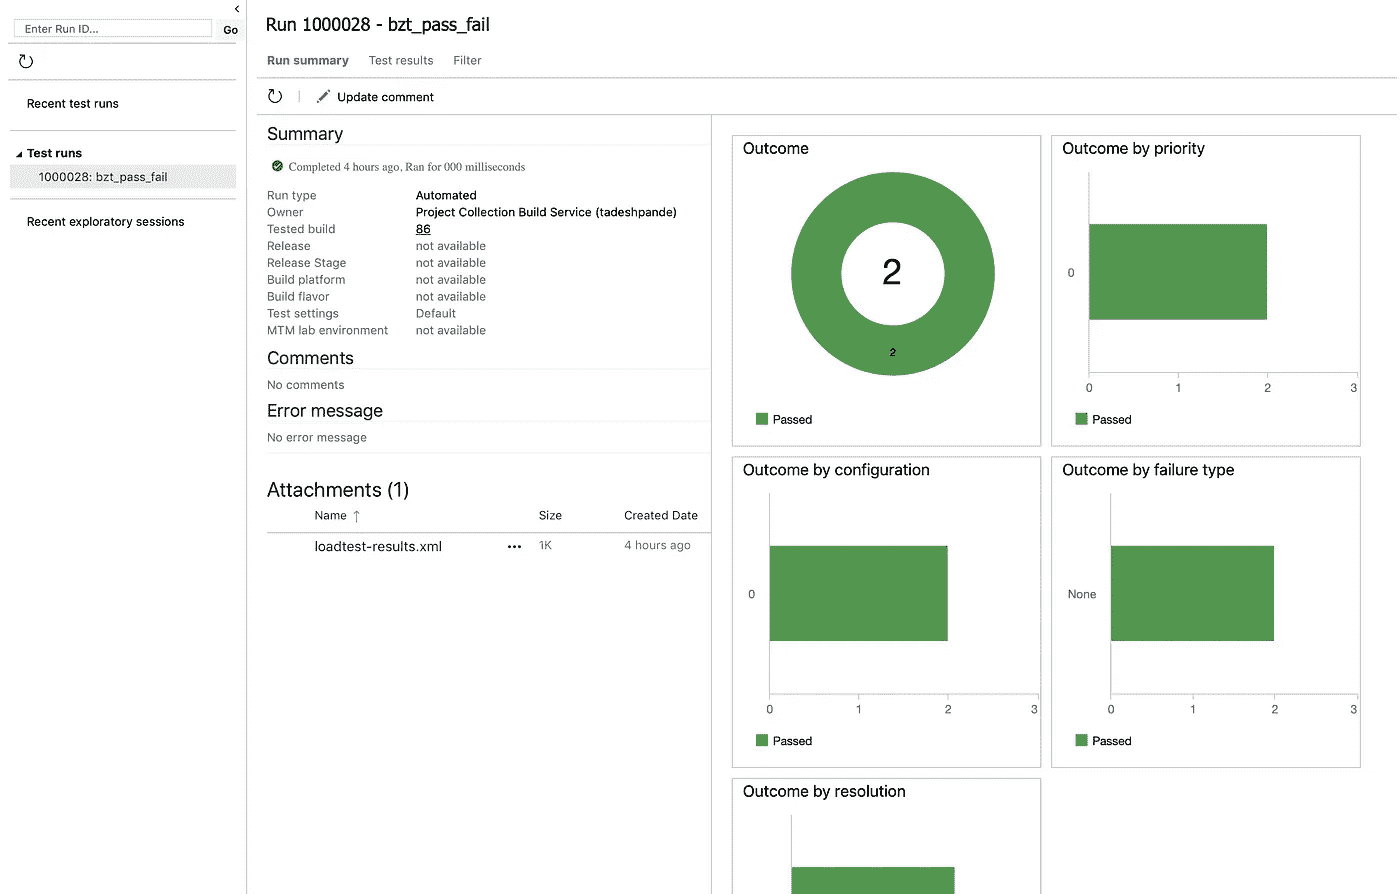 Enter Run ID...
Go
Recent test runs
Test runs
1000028: bzt_pass_fail
Recent exploratory sessions
Run 1000028 - bzt_pass_fail
Run summary Test results Filter
Update comment
Summary
Completed 4 hours ago, Ran for 000 milliseconds
Run type Automated
Owner Project Collection Build Service (tadeshpande)
Tested build 86
Release not available
Release Stage not available
Build platform not available
Build flavor not available
Test settings Default
MTM lab environment not available
Comments
No comments
Error message
No error message
Attachments (1)
Name ↑ Size Created Date
loadtest-results.xml ••• 1K 4 hours ago
Outcome
2
2
Passed
Outcome by priority
0
0 1 2 3
Passed
Outcome by configuration
0
0 1 2 3
Passed
Outcome by failure type
None
0 1 2 3
Passed
Outcome by resolution